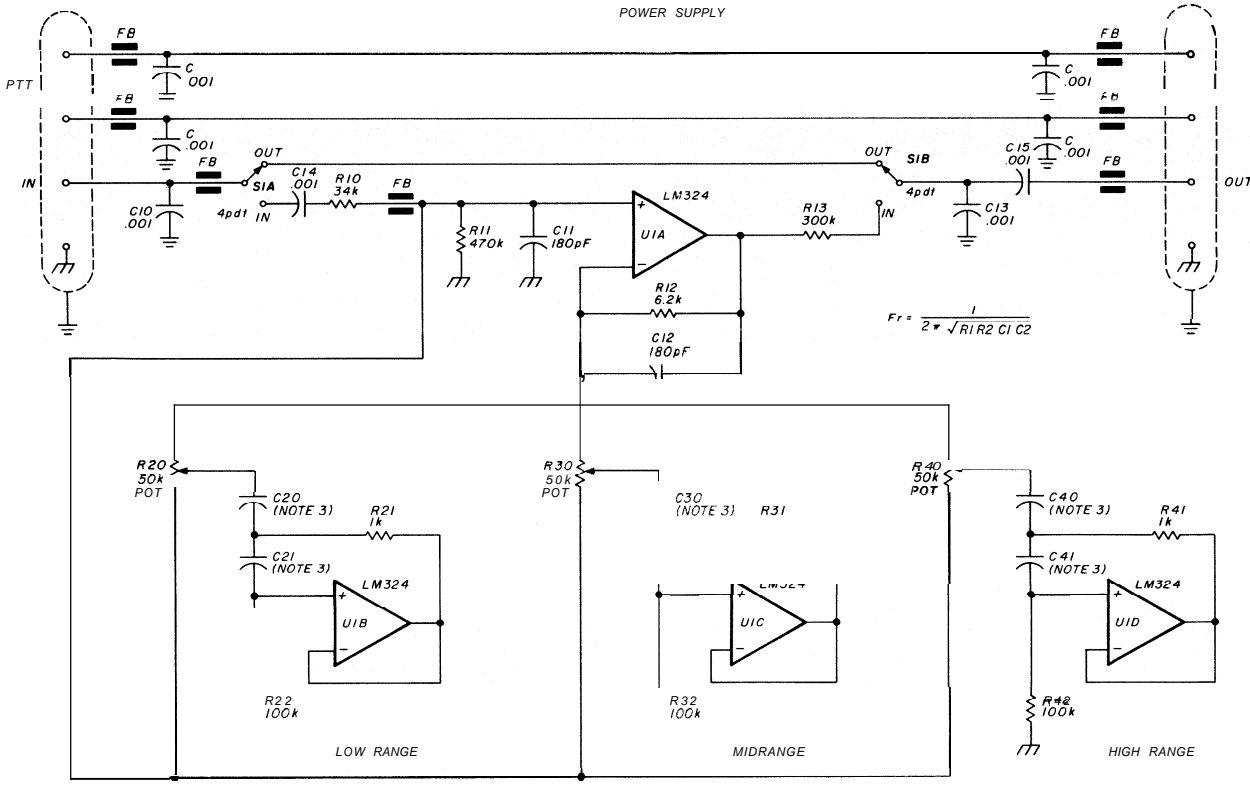 POWER SUPPLY
FB
FB
PTT
C
.001
C
.001
FB
FB
C
.001
C
.001
FB
OUT
OUT
S1B
C15
.001
FB
IN
S1A
C14
.001
R10
34k
FB
LM324
4pdt
OUT
C10
.001
4pdt IN
R11
470k
C11
180pF
+
U1A
−
R13
300k
IN
C13
.001
R12
6.2k
C12
180pF
Fr = 1 / 2π √R1 R2 C1 C2
R20
50k
POT
R30
50k
POT
R40
50k
POT
C20
(NOTE 3)
R21
1k
C30
(NOTE 3)
R31
C40
(NOTE 3)
R41
1k
C21
(NOTE 3)
C41
(NOTE 3)
LM324
LM324
LM324
+
U1B
−
+
U1C
−
+
U1D
−
R22
100k
R32
100k
R42
100k
LOW RANGE
MIDRANGE
HIGH RANGE